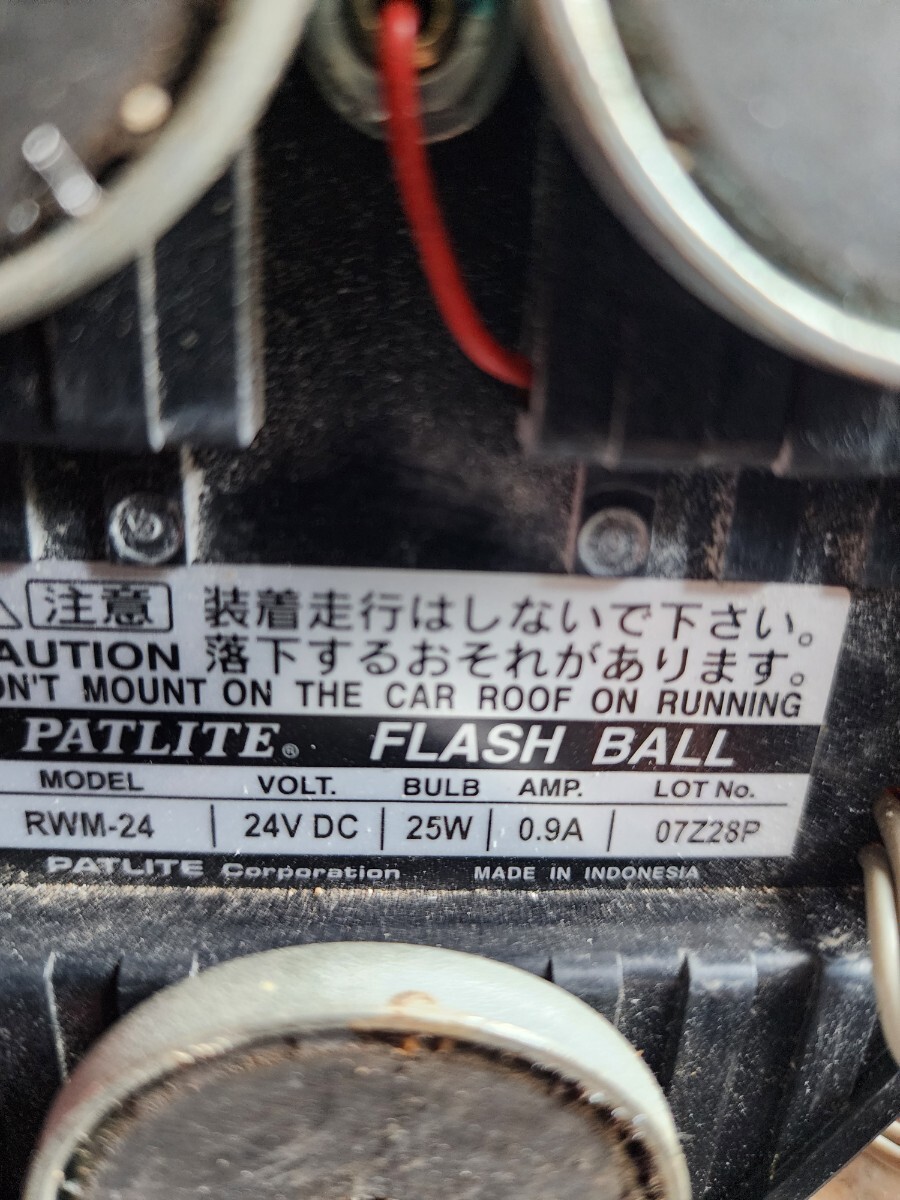 注意 装着走行はしないで下さい。
AUTION 落下するおそれがあります。
ON'T MOUNT ON THE CAR ROOF ON RUNNING
PATLITE® FLASH BALL
MODEL VOLT. BULB AMP. LOT No.
RWM-24 24V DC 25W 0.9A 07Z28P
PATLITE Corporation MADE IN INDONESIA